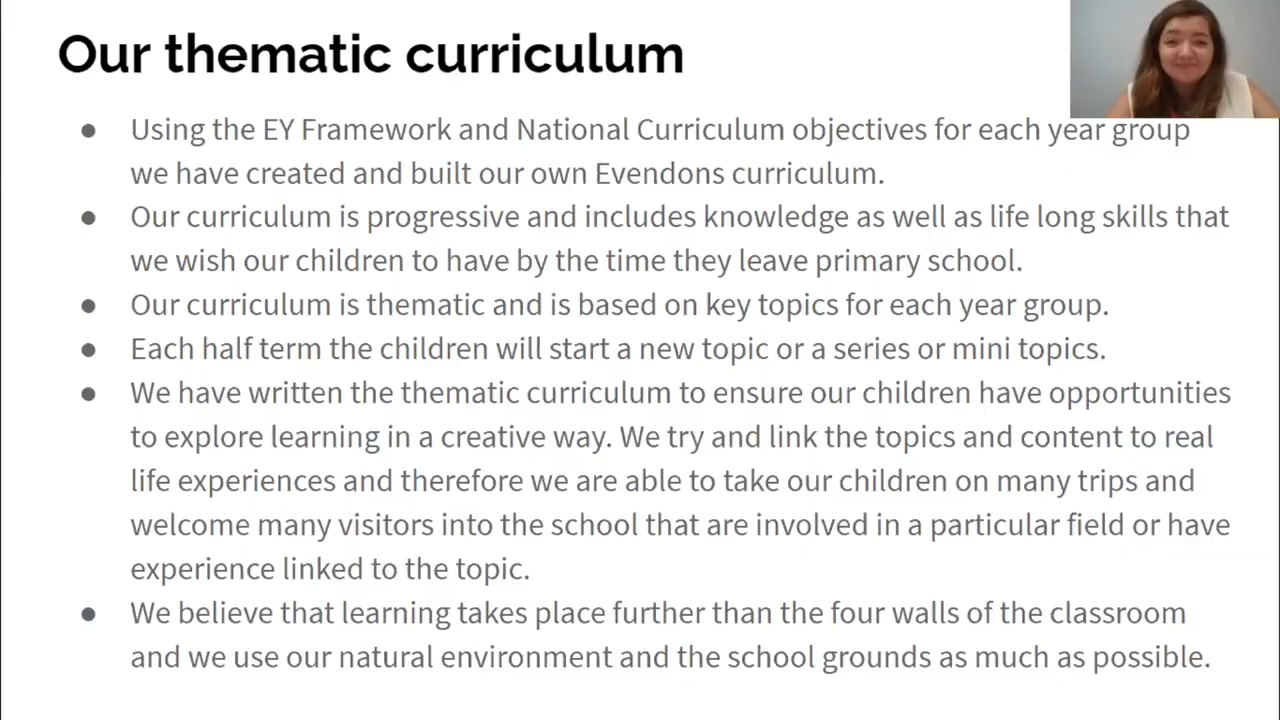 Our thematic curriculum
● Using the EY Framework and National Curriculum objectives for each year group
we have created and built our own Evendons curriculum.
● Our curriculum is progressive and includes knowledge as well as life long skills that
we wish our children to have by the time they leave primary school.
● Our curriculum is thematic and is based on key topics for each year group.
● Each half term the children will start a new topic or a series or mini topics.
● We have written the thematic curriculum to ensure our children have opportunities
to explore learning in a creative way. We try and link the topics and content to real
life experiences and therefore we are able to take our children on many trips and
welcome many visitors into the school that are involved in a particular field or have
experience linked to the topic.
● We believe that learning takes place further than the four walls of the classroom
and we use our natural environment and the school grounds as much as possible.